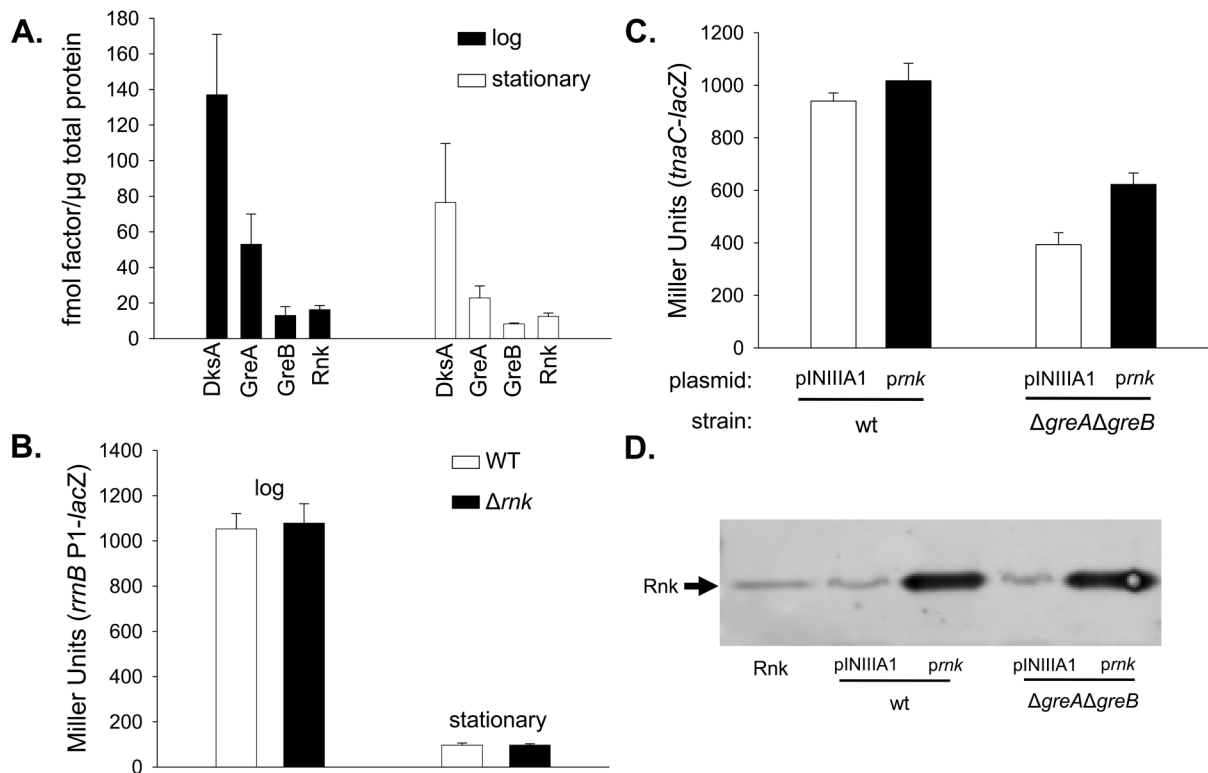 A.
fmol factor/µg total protein
180
160
140
120
100
80
60
40
20
0
log
stationary
DksA
GreA
GreB
Rnk
DksA
GreA
GreB
Rnk
B.
Miller Units (rrnB P1-lacZ)
1400
1200
1000
800
600
400
200
0
WT
Δrnk
log
stationary
C.
Miller Units (tnaC-lacZ)
1200
1000
800
600
400
200
0
plasmid: pINIIIA1 prnk pINIIIA1 prnk
strain: wt ΔgreAΔgreB
D.
Rnk
Rnk pINIIIA1 prnk pINIIIA1 prnk
wt ΔgreAΔgreB